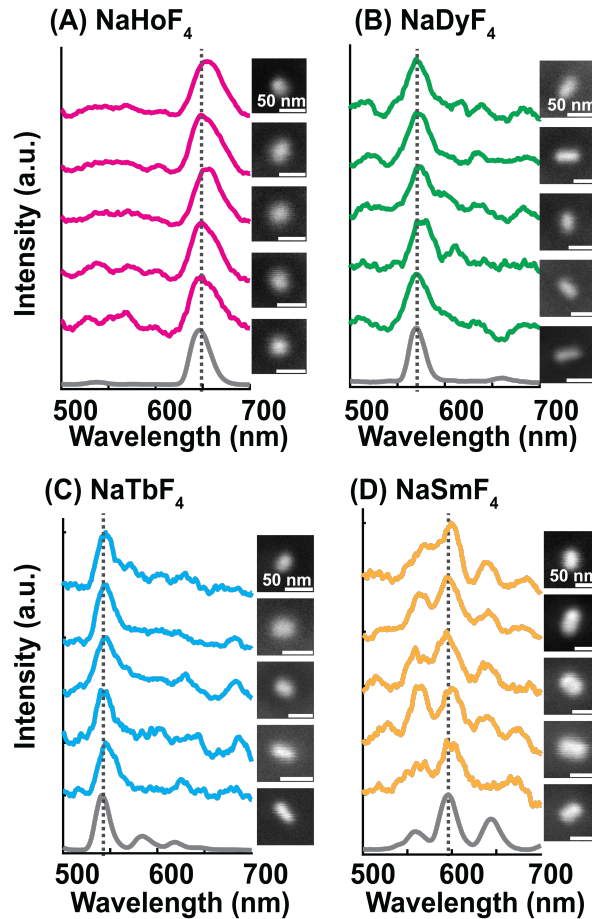 (A) NaHoF4
(B) NaDyF4
50 nm
50 nm
Intensity (a.u.)
500 600 700
500 600 700
Wavelength (nm)
Wavelength (nm)
(C) NaTbF4
(D) NaSmF4
50 nm
50 nm
Intensity (a.u.)
500 600 700
500 600 700
Wavelength (nm)
Wavelength (nm)